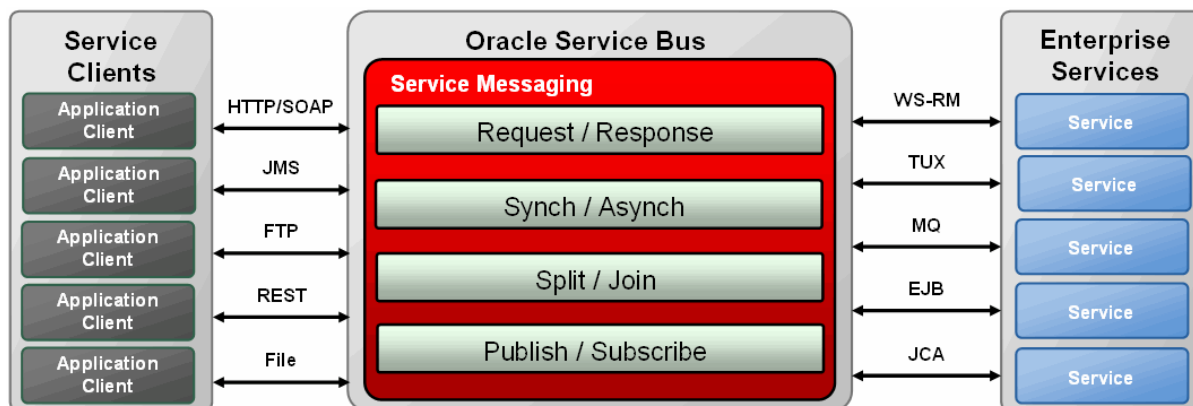 Service
Clients
Application
Client
Application
Client
Application
Client
Application
Client
Application
Client
HTTP/SOAP
JMS
FTP
REST
File
Oracle Service Bus
Service Messaging
Request / Response
Synch / Asynch
Split / Join
Publish / Subscribe
WS-RM
TUX
MQ
EJB
JCA
Enterprise
Services
Service
Service
Service
Service
Service